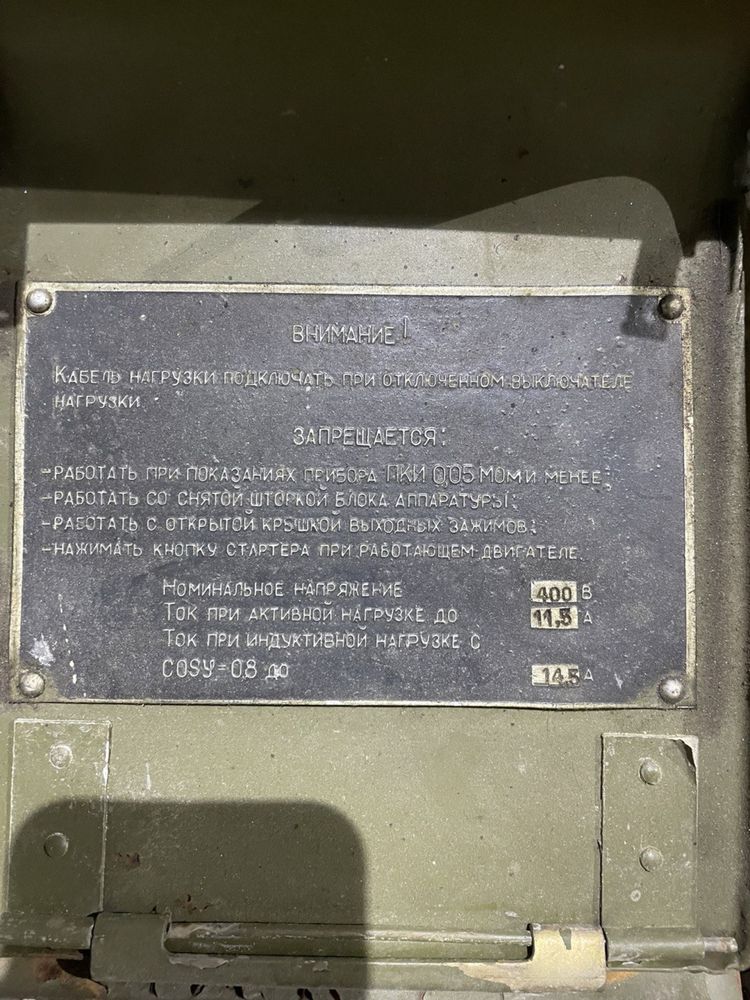 ВНИМАНИЕ!
КАБЕЛЬ НАГРУЗКИ ПОДКЛЮЧАТЬ ПРИ ОТКЛЮЧЕННОМ ВЫКЛЮЧАТЕЛЕ
НАГРУЗКИ.
ЗАПРЕЩАЕТСЯ:
-РАБОТАТЬ ПРИ ПОКАЗАНИЯХ ПРИБОРА ПКИ 0,05 МОМ И МЕНЕЕ;
-РАБОТАТЬ СО СНЯТОЙ ШТОРКОЙ БЛОКА АППАРАТУРЫ;
-РАБОТАТЬ С ОТКРЫТОЙ КРЫШКОЙ ВЫХОДНЫХ ЗАЖИМОВ;
-НАЖИМАТЬ КНОПКУ СТАРТЕРА ПРИ РАБОТАЮЩЕМ ДВИГАТЕЛЕ.
НОМИНАЛЬНОЕ НАПРЯЖЕНИЕ 400 В
ТОК ПРИ АКТИВНОЙ НАГРУЗКЕ ДО 11,5 А
ТОК ПРИ ИНДУКТИВНОЙ НАГРУЗКЕ С
COSφ=0,8 ДО 14,5 А